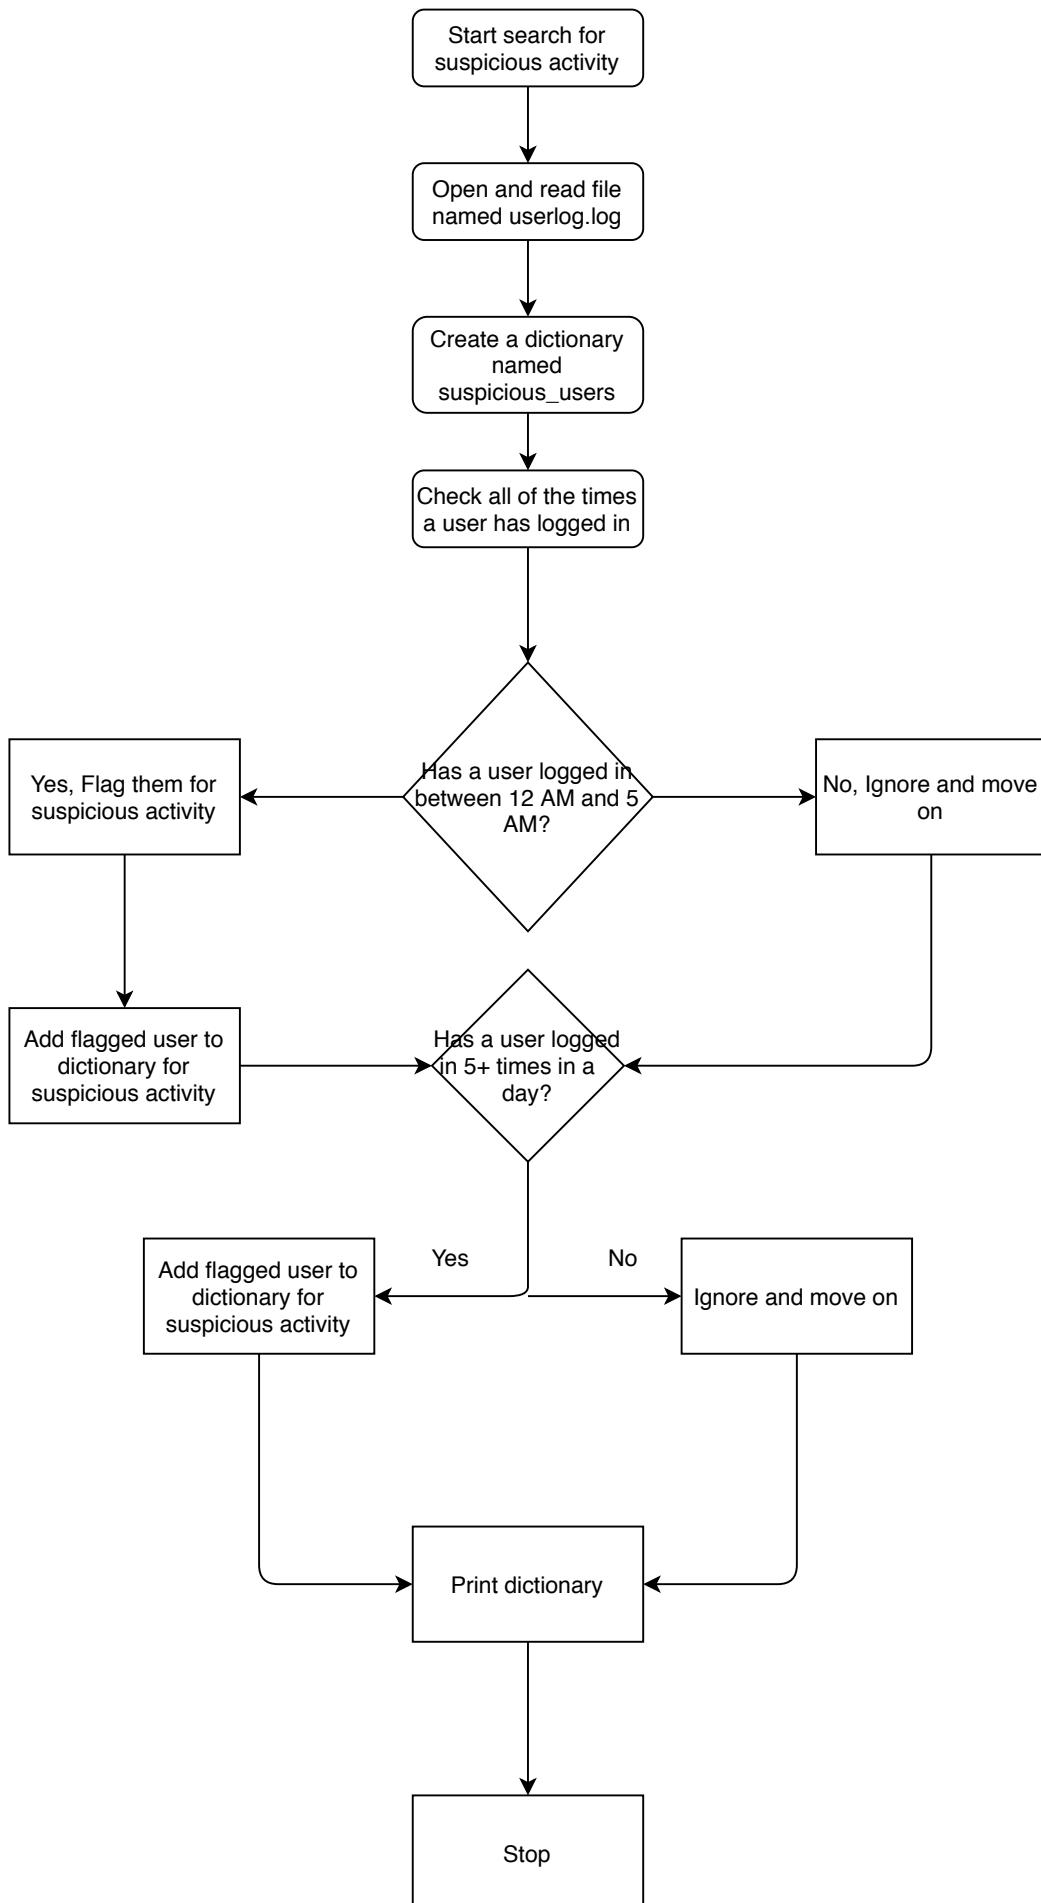 Start search for
suspicious activity
Open and read file
named userlog.log
Create a dictionary
named
suspicious_users
Check all of the times
a user has logged in
Has a user logged in
between 12 AM and 5
AM?
Yes, Flag them for
suspicious activity
No, Ignore and move
on
Add flagged user to
dictionary for
suspicious activity
Has a user logged
in 5+ times in a
day?
Yes
No
Add flagged user to
dictionary for
suspicious activity
Ignore and move on
Print dictionary
Stop